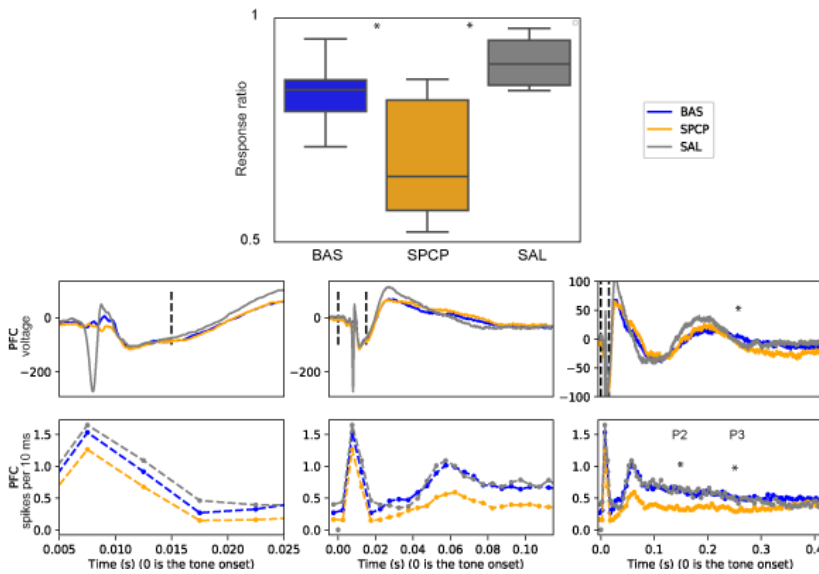 1
* *
Response ratio
0.5
BAS SPCP SAL
BAS
SPCP
SAL
PFC
voltage
0
−200
0
−200
100
50
0
−50
−100
*
PFC
spikes per 10 ms
1.5
1.0
0.5
0.0
0.005 0.010 0.015 0.020 0.025
Time (s) (0 is the tone onset)
1.5
1.0
0.5
0.0
0.00 0.02 0.04 0.06 0.08 0.10
Time (s) (0 is the tone onset)
1.5
1.0
0.5
0.0
P2 P3
* *
0.0 0.1 0.2 0.3 0.4
Time (s) (0 is the tone onset)